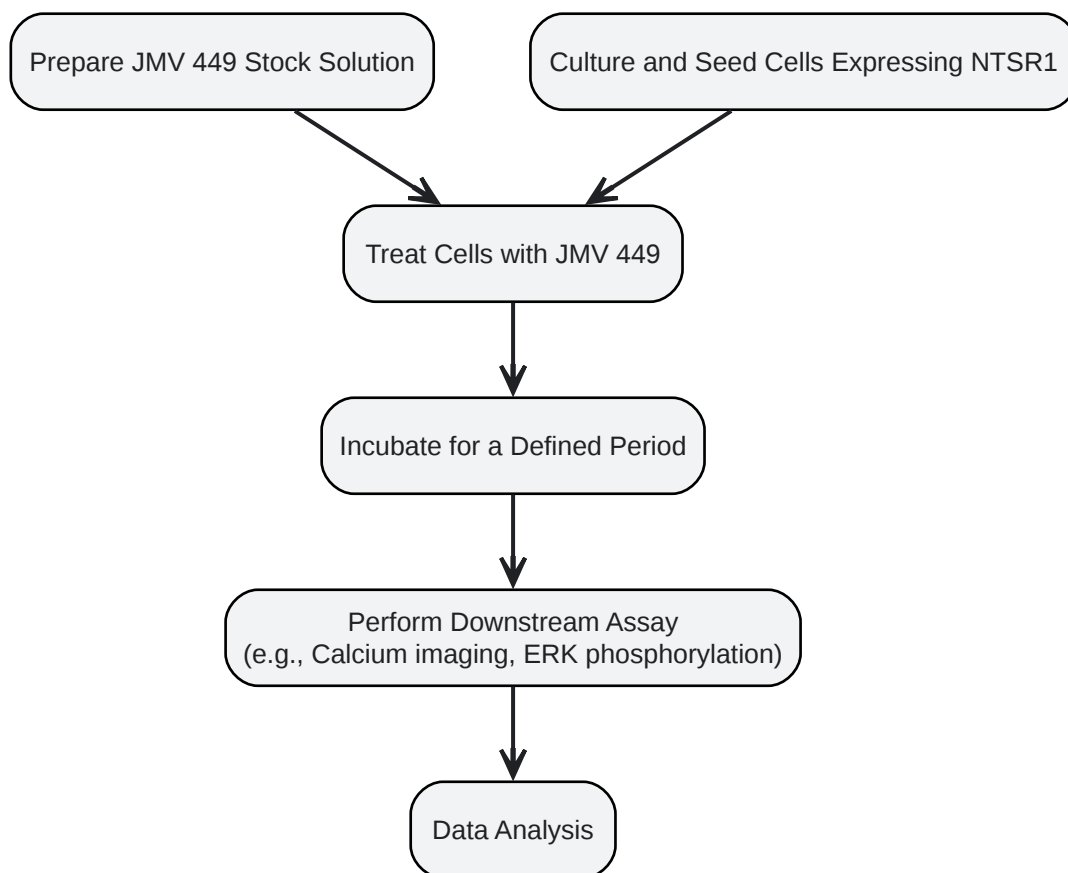 Prepare JMV 449 Stock Solution
Culture and Seed Cells Expressing NTSR1
Treat Cells with JMV 449
Incubate for a Defined Period
Perform Downstream Assay
(e.g., Calcium imaging, ERK phosphorylation)
Data Analysis